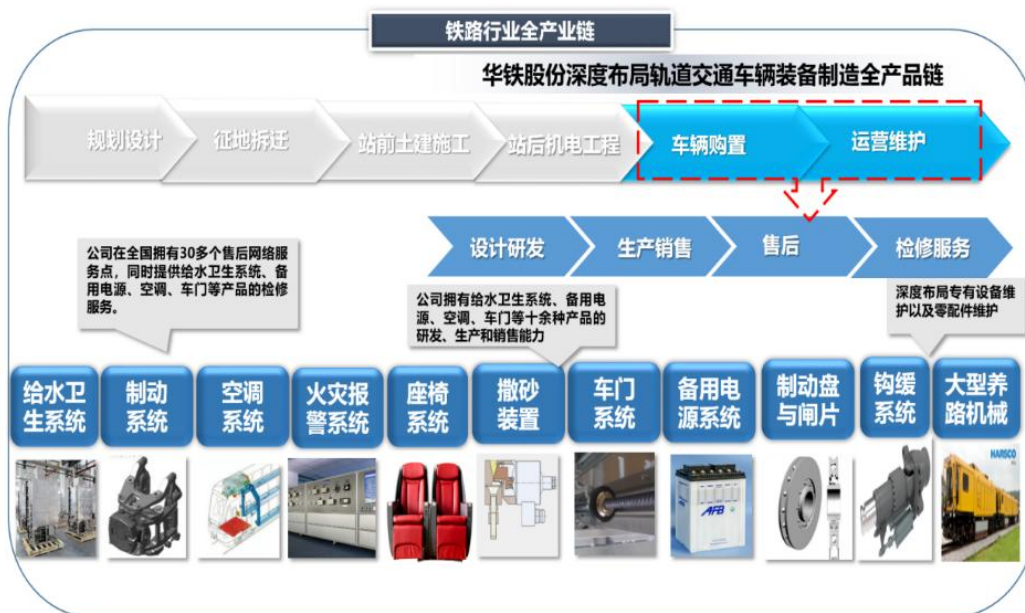 铁路行业全产业链
华铁股份深度布局轨道交通车辆装备制造全产品链
规划设计
征地拆迁
站前土建施工
站后机电工程
车辆购置
运营维护
设计研发
生产销售
售后
检修服务
公司在全国拥有30多个售后网络服
务点，同时提供给水卫生系统、备
用电源、空调、车门等产品的检修
服务。
公司拥有给水卫生系统、备用电
源、空调、车门等十余种产品的
研发、生产和销售能力
深度布局专有设备维
护以及零配件维护
给水卫
生系统
制动
系统
空调
系统
火灾报
警系统
座椅
系统
撒砂
装置
车门
系统
备用电
源系统
制动盘
与闸片
钩缓
系统
大型养
路机械
AFB
HARSCO